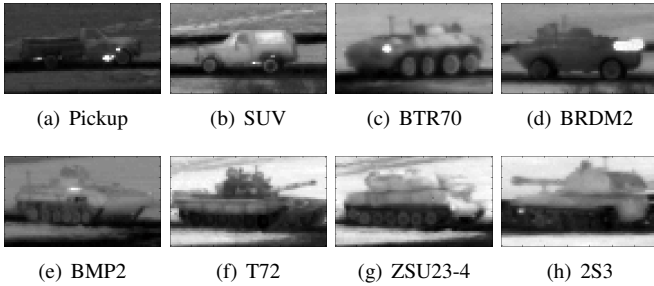 (a) Pickup
(b) SUV
(c) BTR70
(d) BRDM2
(e) BMP2
(f) T72
(g) ZSU23-4
(h) 2S3